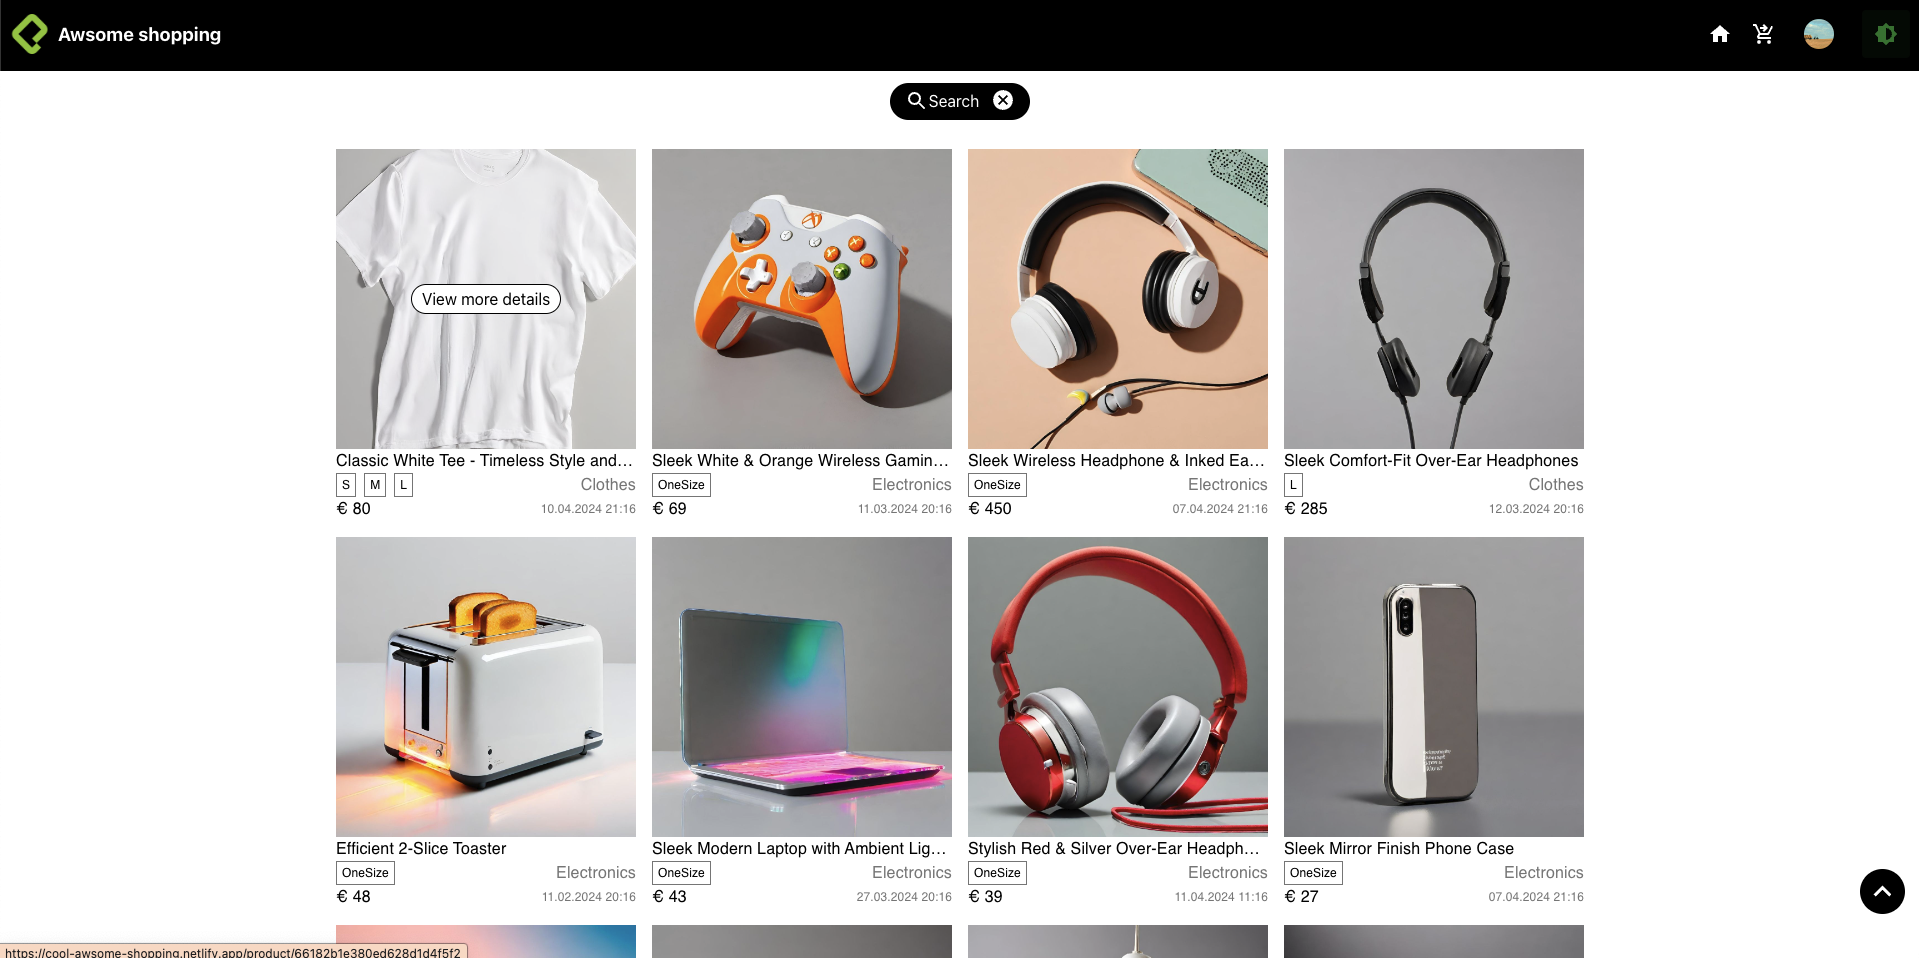 Awsome shopping
Search
View more details
Classic White Tee - Timeless Style and...
S M L Clothes
€ 80 10.04.2024 21:16
Sleek White & Orange Wireless Gamin...
OneSize Electronics
€ 69 11.03.2024 20:16
Sleek Wireless Headphone & Inked Ea...
OneSize Electronics
€ 450 07.04.2024 21:16
Sleek Comfort-Fit Over-Ear Headphones
L Clothes
€ 285 12.03.2024 20:16
Efficient 2-Slice Toaster
OneSize Electronics
€ 48 11.02.2024 20:16
Sleek Modern Laptop with Ambient Lig...
OneSize Electronics
€ 43 27.03.2024 20:16
Stylish Red & Silver Over-Ear Headph...
OneSize Electronics
€ 39 11.04.2024 11:16
Sleek Mirror Finish Phone Case
OneSize Electronics
€ 27 07.04.2024 21:16
https://cool-awsome-shopping.netlify.app/product/66182b1e380ed628d1d4f5f2